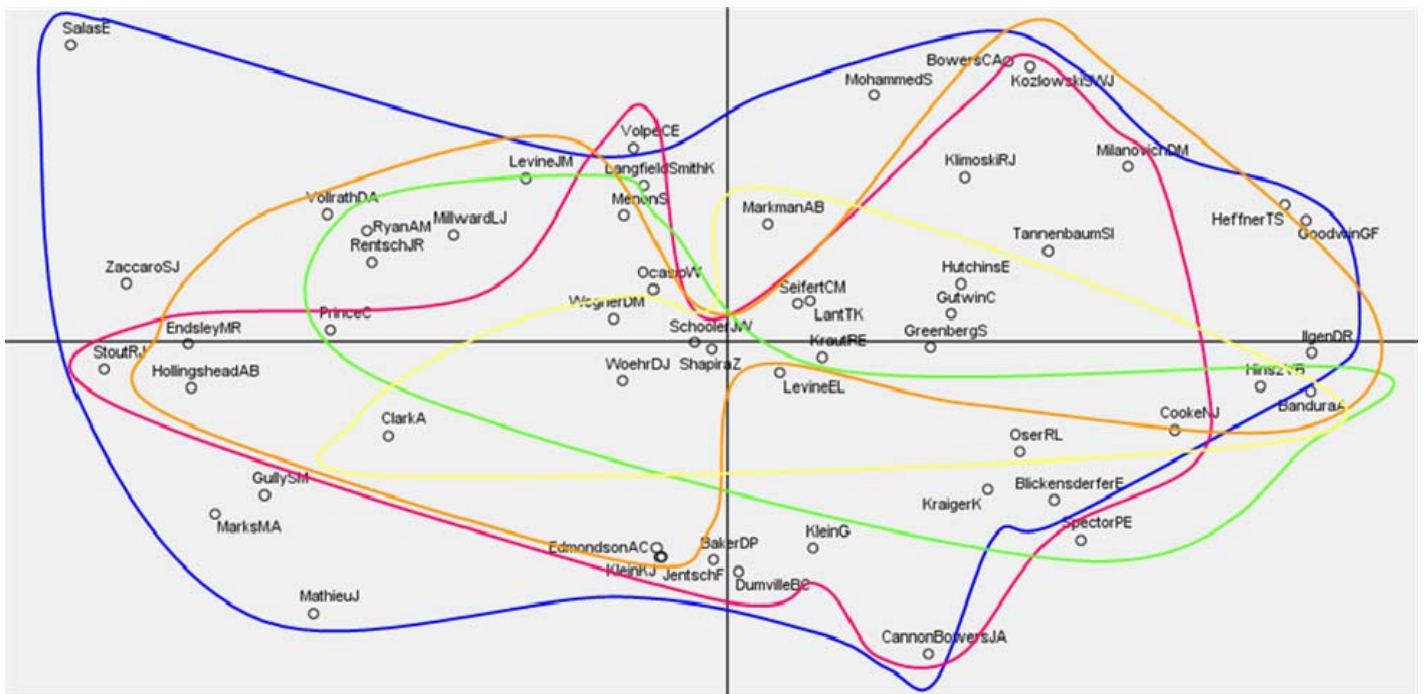 SalasE
BowersCA
MohammedS
KozlowskiSWJ
VolpeCE
LevineJM
LangfieldSmithK
KlimoskiRJ
MilanovichDM
VollrathDA
MenonS
MarkmanAB
HeffnerTS
GoodwinGF
RyanAM
MillwardLJ
RentschJR
TannenbaumSI
ZaccaroSJ
OcasioW
HutchinsE
SeifertCM
WegnerDM
GutwinC
LantTK
PrinceC
EndsleyMR
SchoolerJW
GreenbergS
KrautRE
IlgenDR
StoutRJ
HollingsheadAB
WoehrDJ
ShapiraZ
LevineEL
HinszVB
BanduraA
ClarkA
CookeNJ
OserRL
GullySM
MarksMA
KraigerK
BlickensderferE
SpectorPE
KleinG
EdmondsonAC
BakerDP
KleinKJ
JentschF
DumvilleBC
MathieuJ
CannonBowersJA